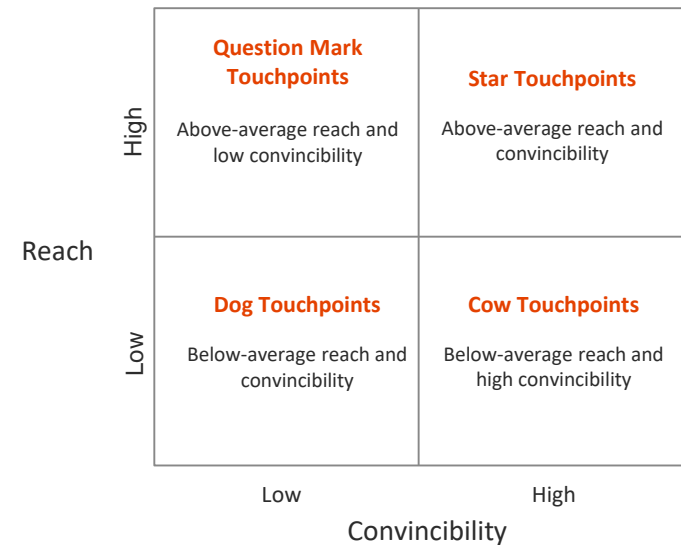 Question Mark
Touchpoints
Above-average reach and
low convincibility
Star Touchpoints
Above-average reach and
convincibility
High
Reach
Low
Dog Touchpoints
Below-average reach and
convincibility
Cow Touchpoints
Below-average reach and
high convincibility
Low
High
Convincibility